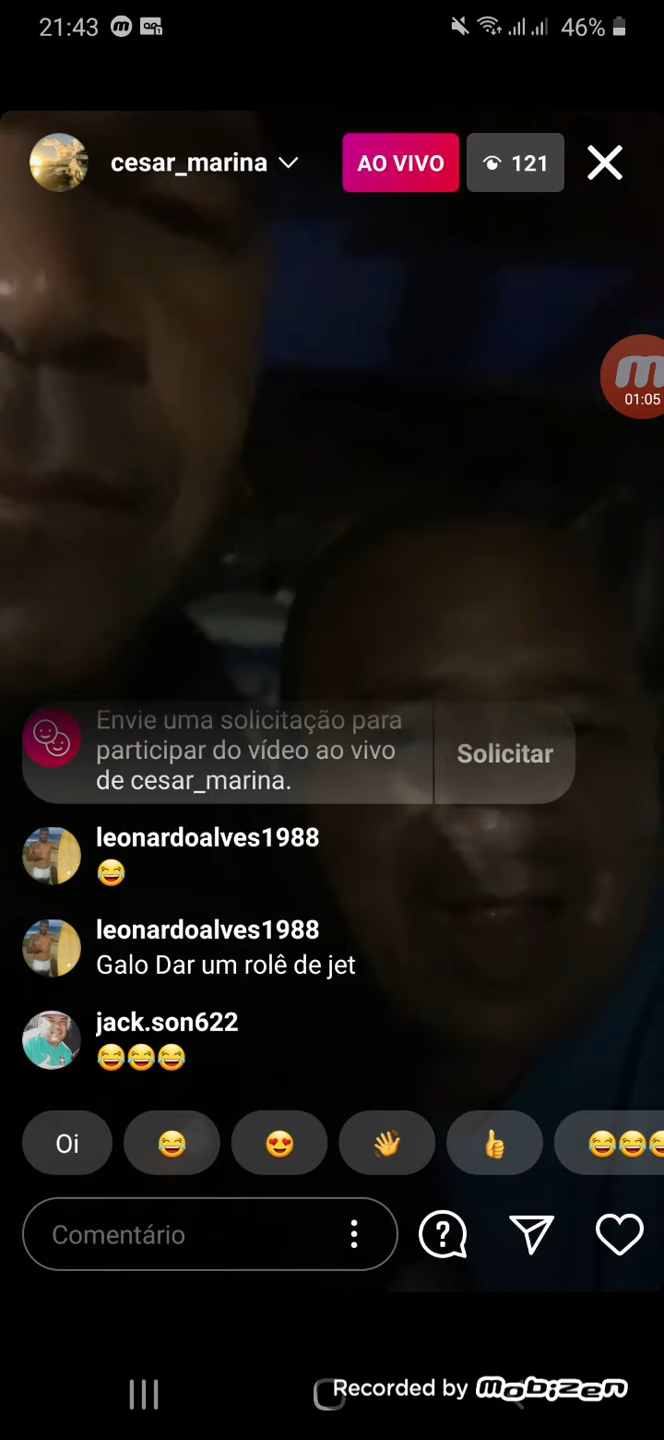 21:43
46%
cesar_marina
AO VIVO
121
01:05
Envie uma solicitação para
participar do vídeo ao vivo
de cesar_marina.
Solicitar
leonardoalves1988
😂
leonardoalves1988
Galo Dar um rolê de jet
jack.son622
😂😂😂
Oi 😂 😍 👋 👍 😂😂😂
Comentário
Recorded by mobizen